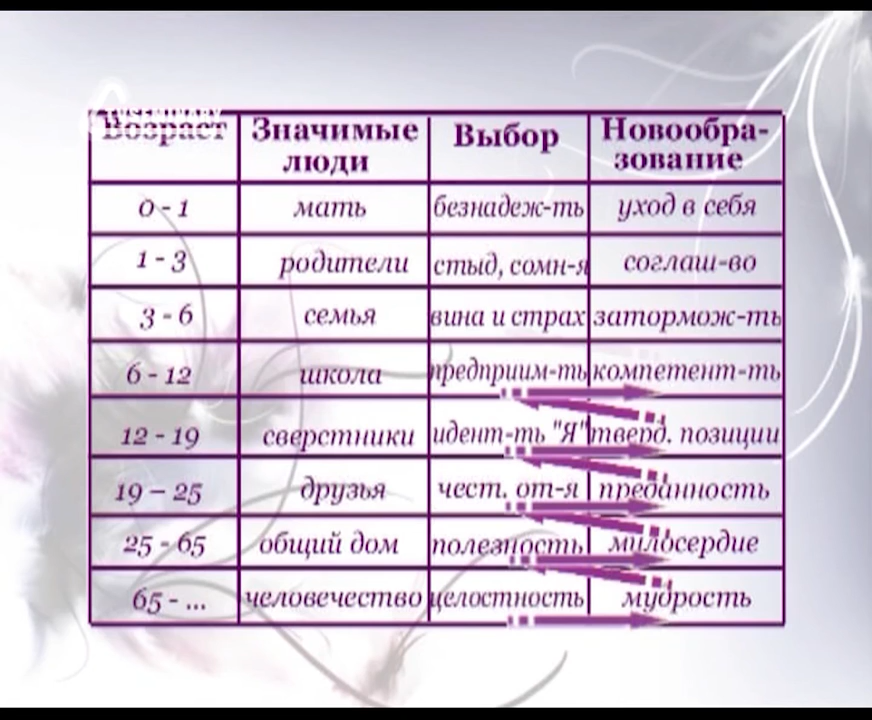 TVSEMINARY
Возраст Значимые люди Выбор Новообра-зование
0 - 1 мать безнадеж-ть уход в себя
1 - 3 родители стыд, сомн-я соглаш-во
3 - 6 семья вина и страх затормож-ть
6 - 12 школа предприим-ть компетент-ть
12 - 19 сверстники идент-ть "Я" тверд. позиции
19 – 25 друзья чест. от-я преданность
25 - 65 общий дом полезность милосердие
65 - ... человечество целостность мудрость